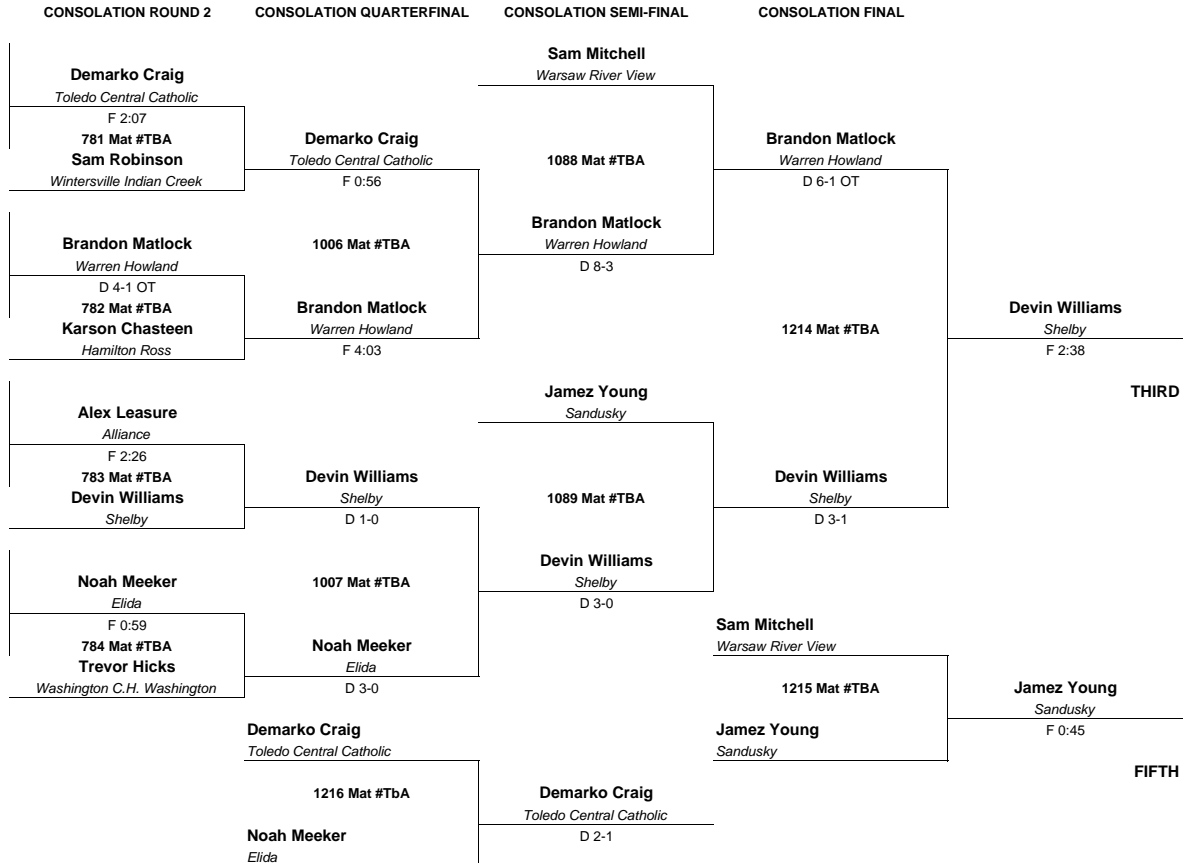 CONSOLATION ROUND 2 CONSOLATION QUARTERFINAL CONSOLATION SEMI-FINAL CONSOLATION FINAL
Demarko Craig
Toledo Central Catholic
F 2:07
781 Mat #TBA
Sam Robinson
Wintersville Indian Creek
Brandon Matlock
Warren Howland
D 4-1 OT
782 Mat #TBA
Karson Chasteen
Hamilton Ross
Alex Leasure
Alliance
F 2:26
783 Mat #TBA
Devin Williams
Shelby
Noah Meeker
Elida
F 0:59
784 Mat #TBA
Trevor Hicks
Washington C.H. Washington
Demarko Craig
Toledo Central Catholic
F 0:56
1006 Mat #TBA
Brandon Matlock
Warren Howland
F 4:03
Devin Williams
Shelby
D 1-0
1007 Mat #TBA
Noah Meeker
Elida
D 3-0
Demarko Craig
Toledo Central Catholic
1216 Mat #TbA
Noah Meeker
Elida
Sam Mitchell
Warsaw River View
1088 Mat #TBA
Brandon Matlock
Warren Howland
D 8-3
Jamez Young
Sandusky
1089 Mat #TBA
Devin Williams
Shelby
D 3-0
Demarko Craig
Toledo Central Catholic
D 2-1
Brandon Matlock
Warren Howland
D 6-1 OT
1214 Mat #TBA
Devin Williams
Shelby
D 3-1
Sam Mitchell
Warsaw River View
1215 Mat #TBA
Jamez Young
Sandusky
Devin Williams
Shelby
F 2:38
THIRD
Jamez Young
Sandusky
F 0:45
FIFTH